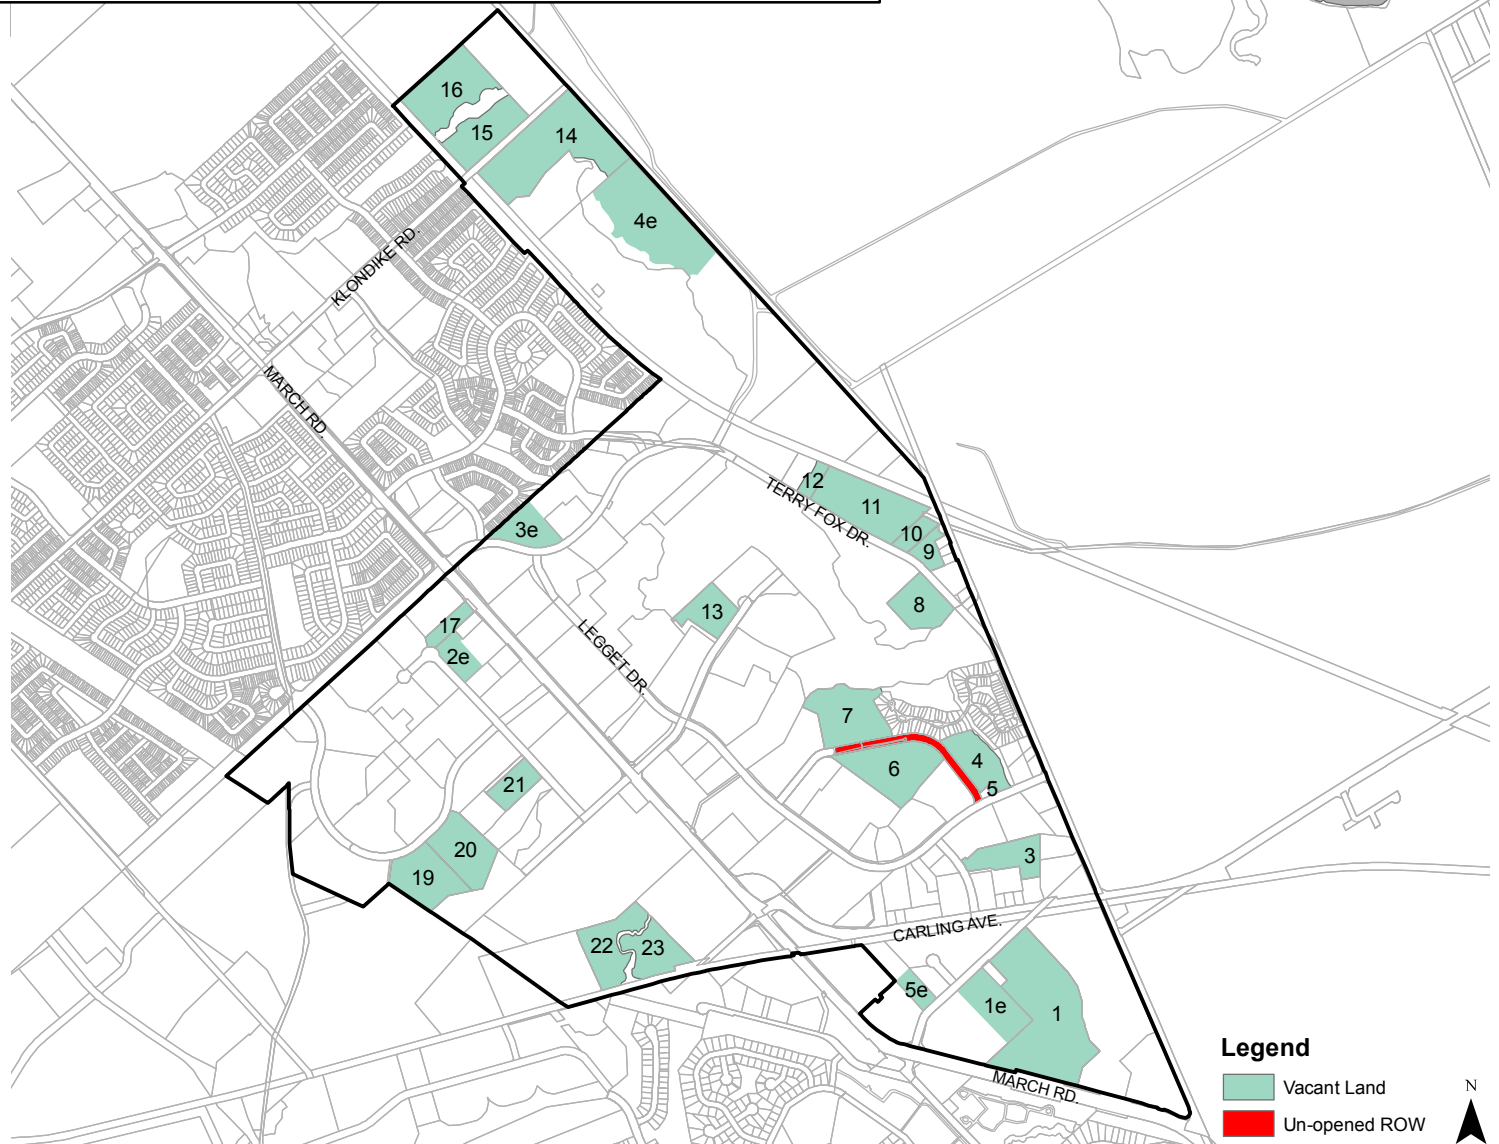 16
15
14
4e
KLONDIKE RD.
MARCH RD.
12
TERRY FOX DR.
11
10
9
3e
8
13
17
2e
LEGGET DR.
7
4
6
5
21
20
19
3
CARLING AVE.
22
23
5e
1e
1
MARCH RD.
Legend
Vacant Land
Un-opened ROW
N